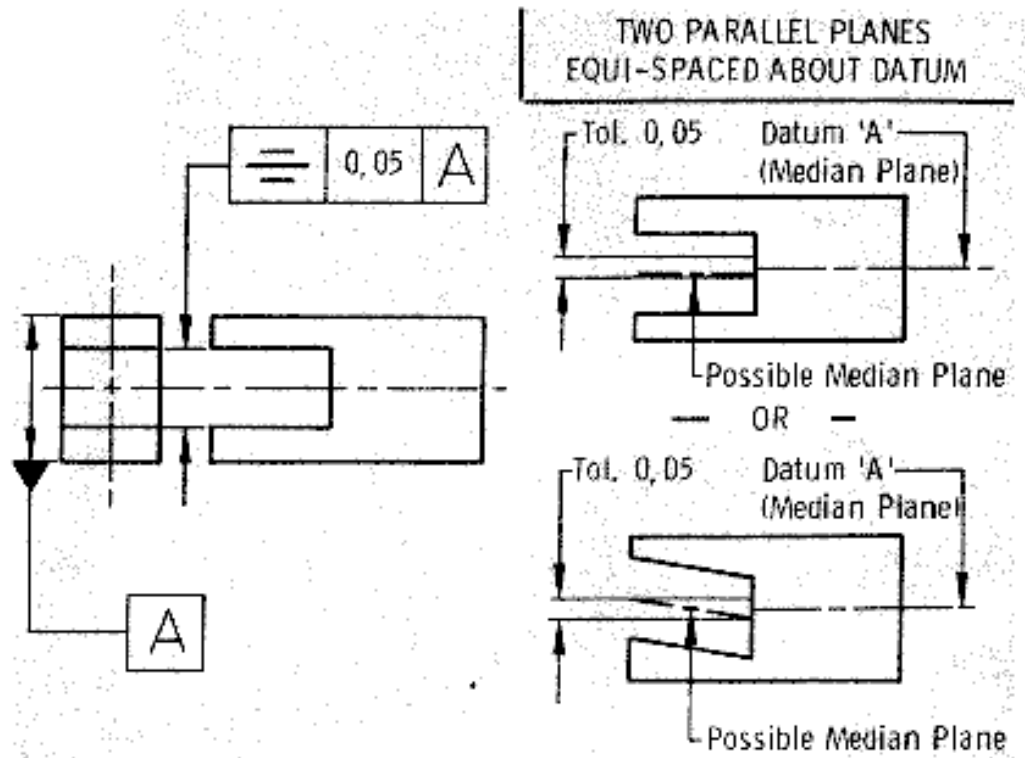 TWO PARALLEL PLANES
EQUI-SPACED ABOUT DATUM
0,05 A
Tol. 0,05
Datum 'A'
(Median Plane)
Possible Median Plane
— OR —
Tol. 0,05
Datum 'A'
(Median Plane)
A
Possible Median Plane